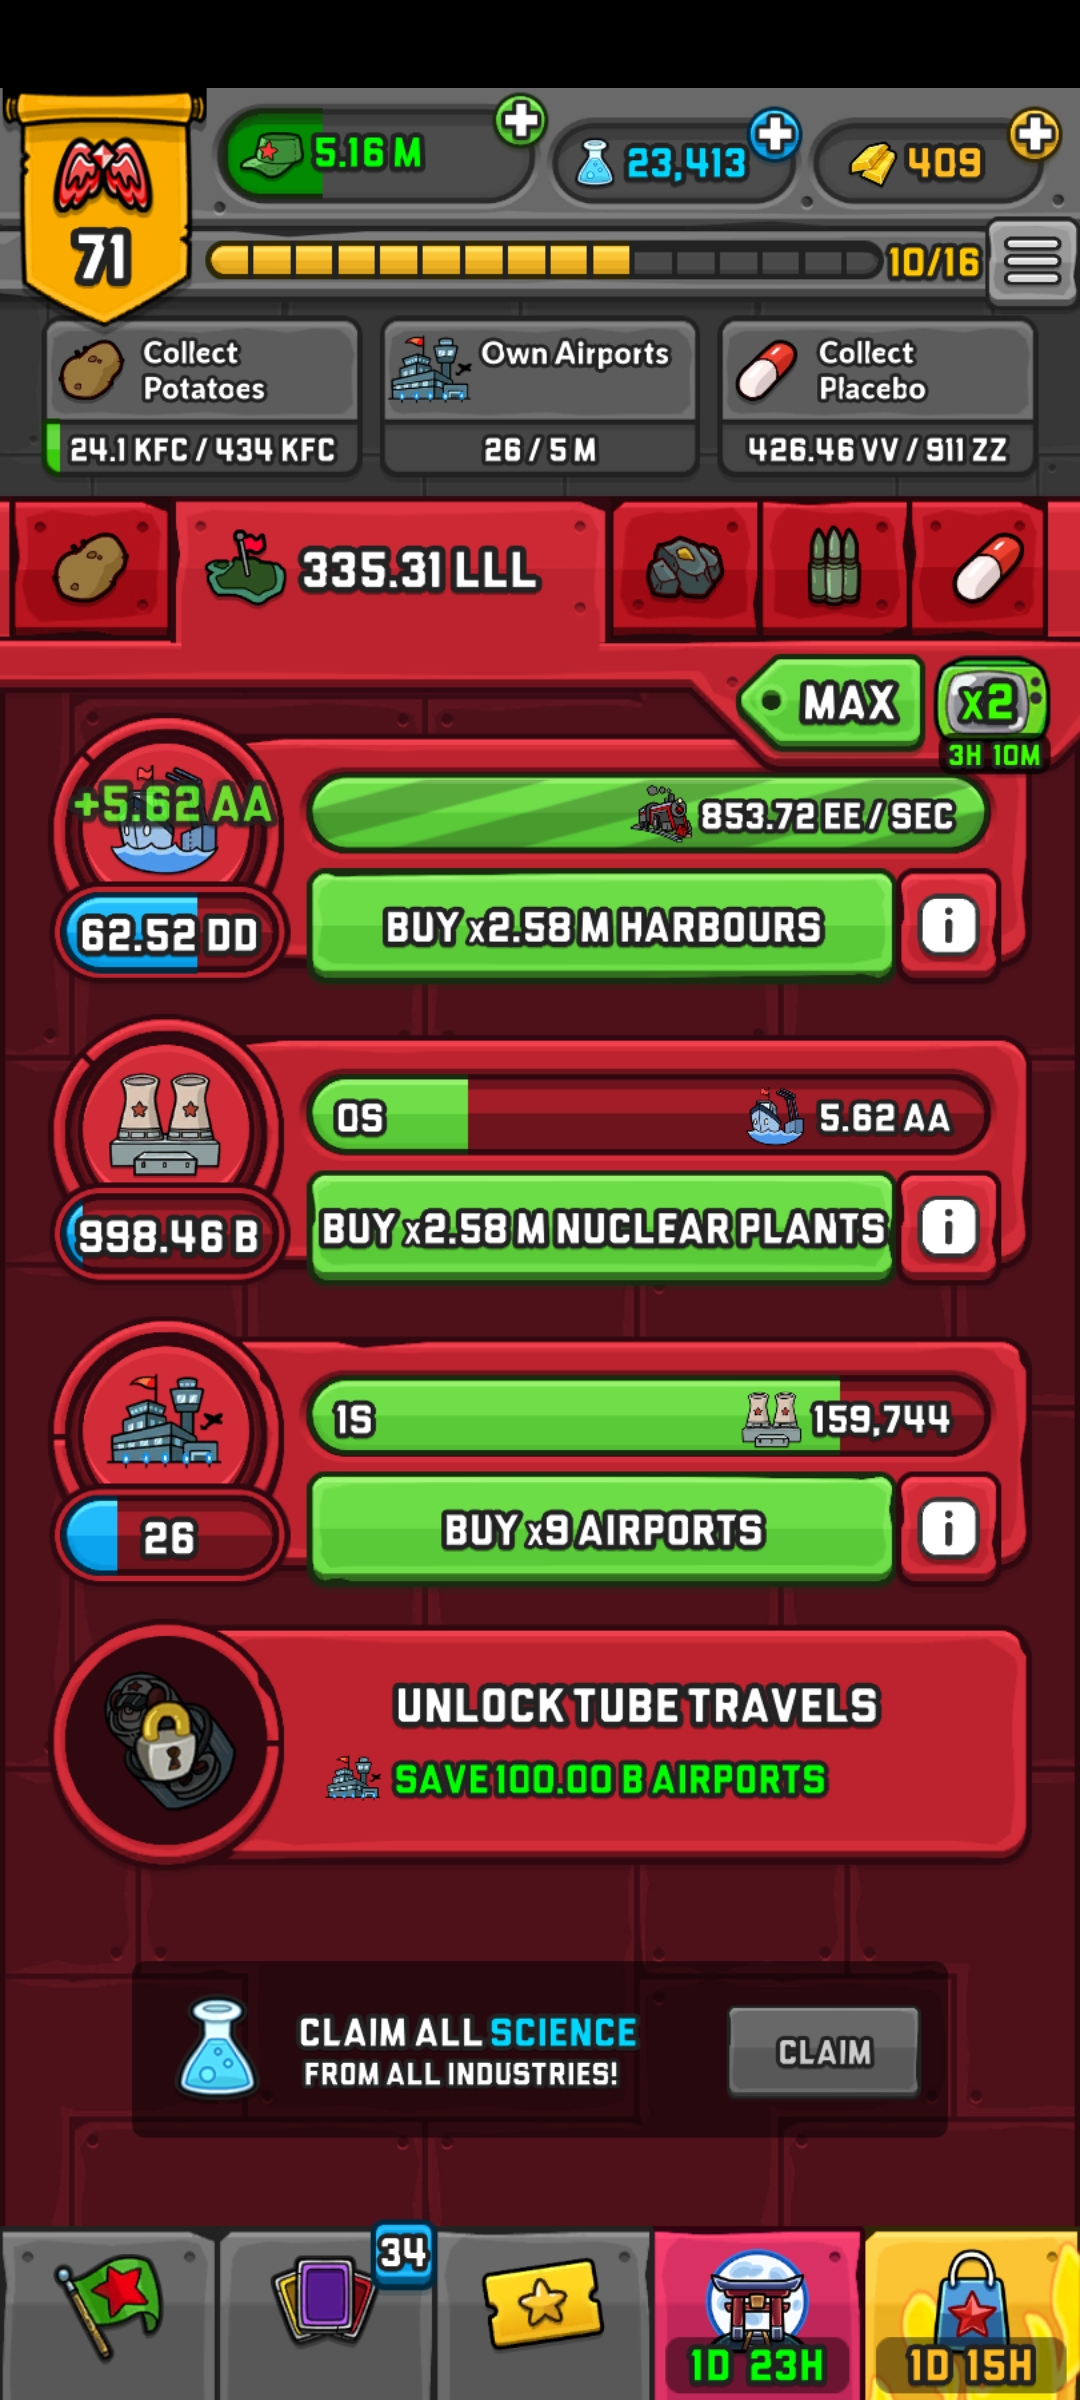 5.16 M
23,413
409
71
10/16
Collect
Potatoes
24.1 KFC / 434 KFC
Own Airports
26 / 5 M
Collect
Placebo
426.46 VV / 911 ZZ
335.31 LLL
MAX
x2
3H 10M
+5.62 AA
853.72 EE / SEC
62.52 DD
BUY x2.58 M HARBOURS
i
0S
5.62 AA
998.46 B
BUY x2.58 M NUCLEAR PLANTS
i
1S
159,744
26
BUY x9 AIRPORTS
i
UNLOCK TUBE TRAVELS
SAVE 100.00 B AIRPORTS
CLAIM ALL SCIENCE
FROM ALL INDUSTRIES!
CLAIM
34
1D 23H
1D 15H